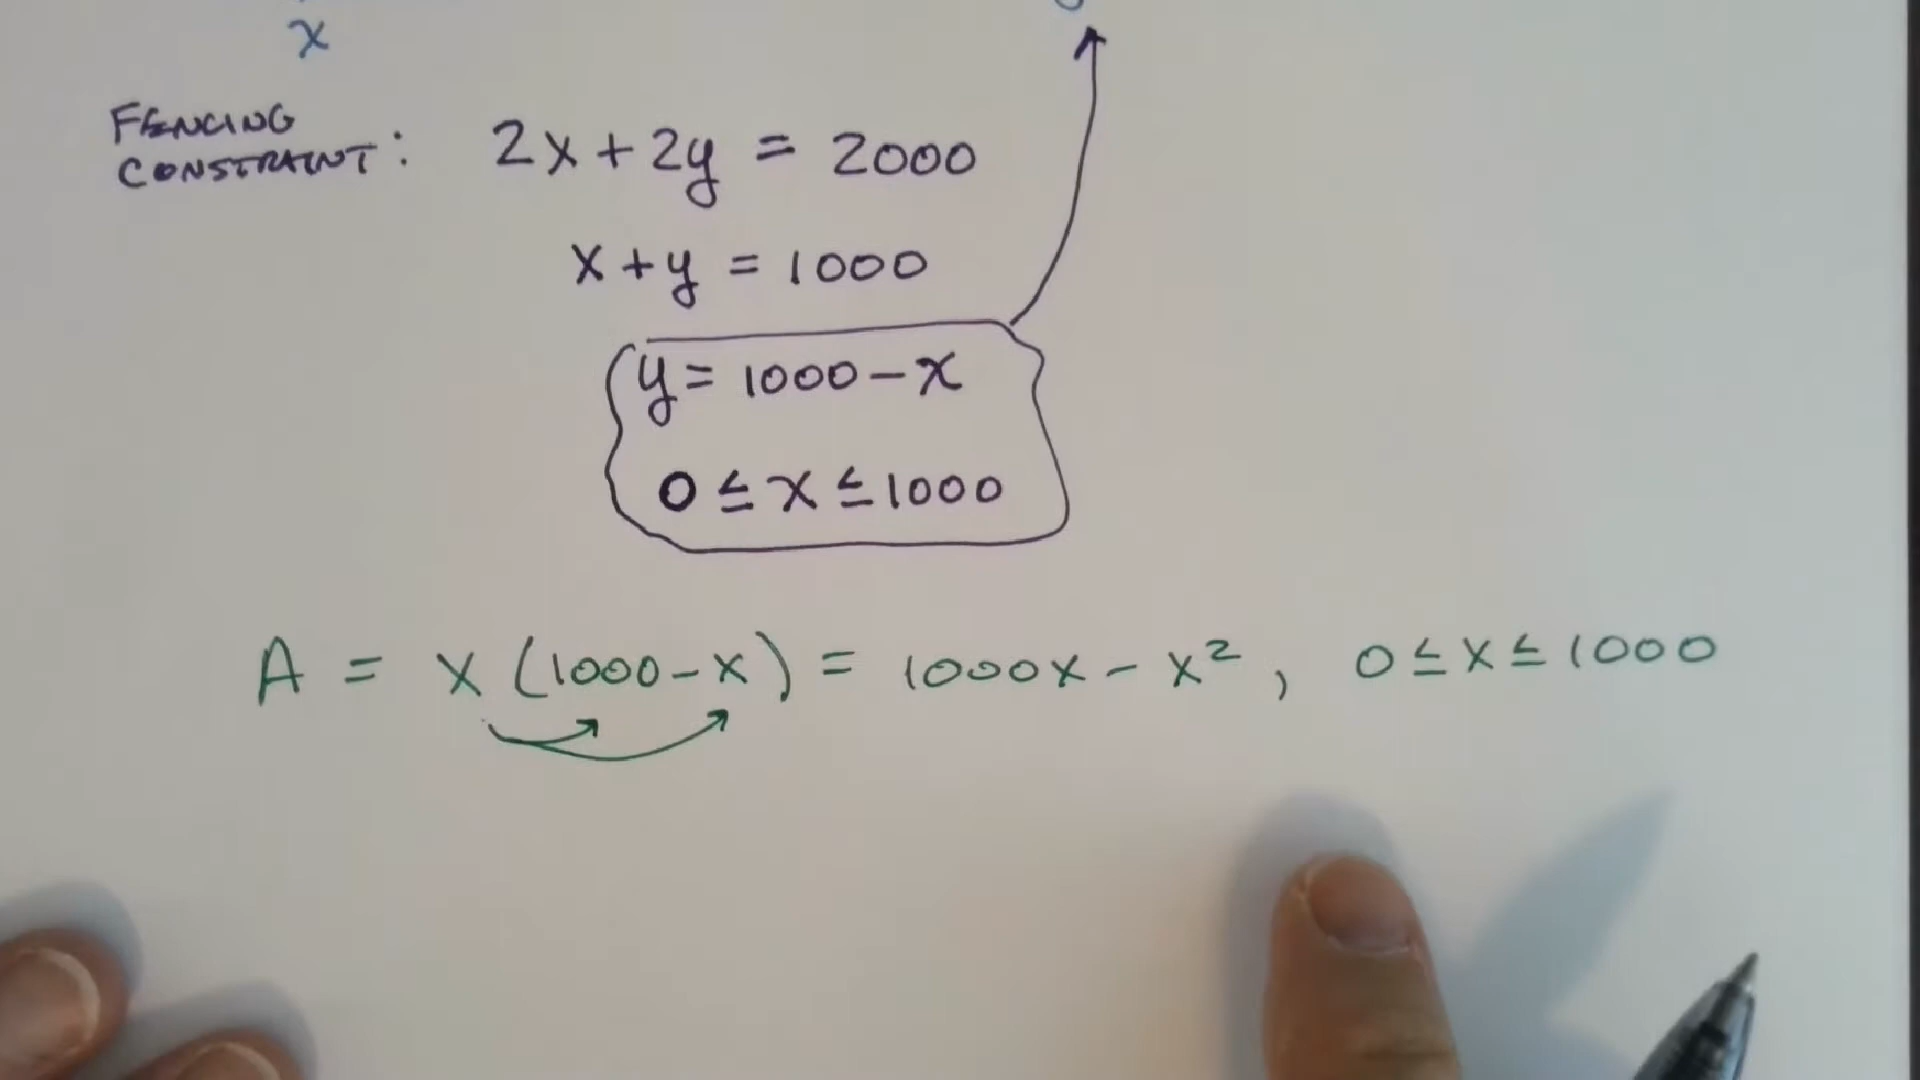 x
FENCING
CONSTRAINT: 2x + 2y = 2000
x + y = 1000
y = 1000 - x
0 ≤ x ≤ 1000
A = x (1000 - x) = 1000x - x², 0 ≤ x ≤ 1000